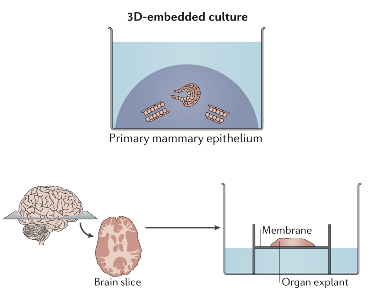 3D-embedded culture
Primary mammary epithelium
Membrane
Brain slice
Organ explant